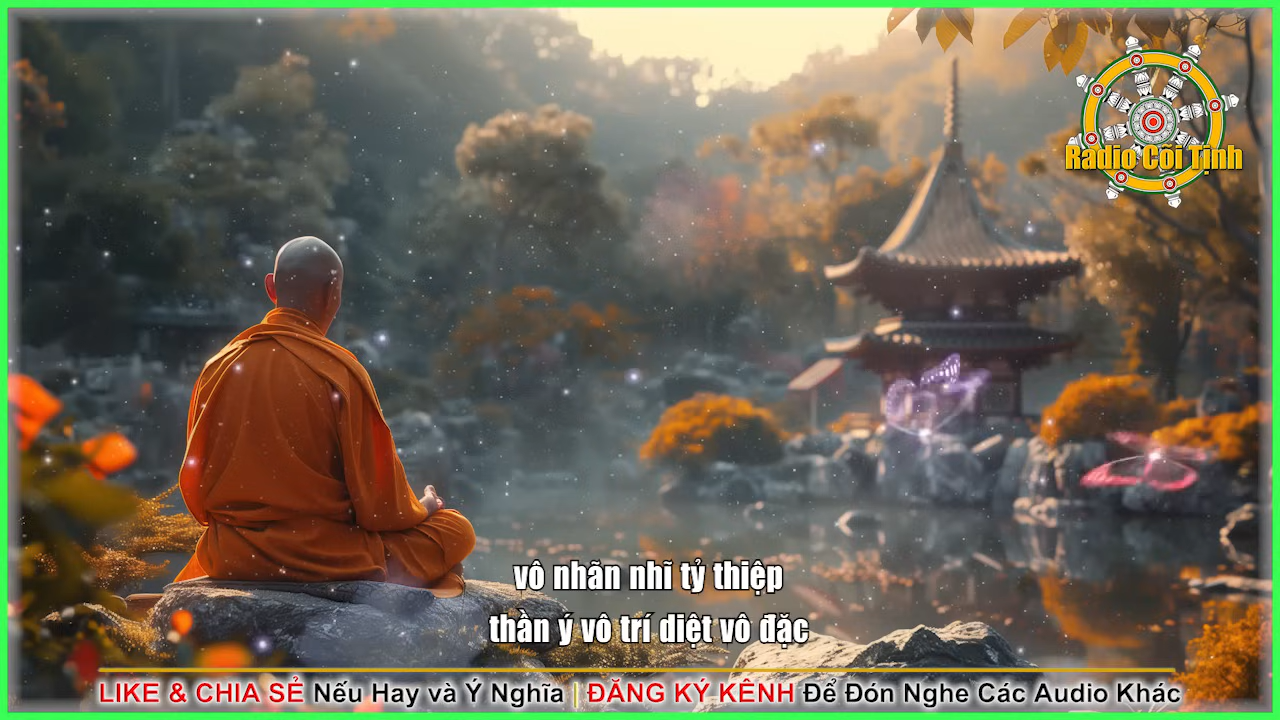 Radio Cõi Tịnh
vô nhãn nhĩ tỷ thiệp
thần ý vô trí diệt vô đặc
LIKE & CHIA SẺ Nếu Hay và Ý Nghĩa | ĐĂNG KÝ KÊNH Để Đón Nghe Các Audio Khác